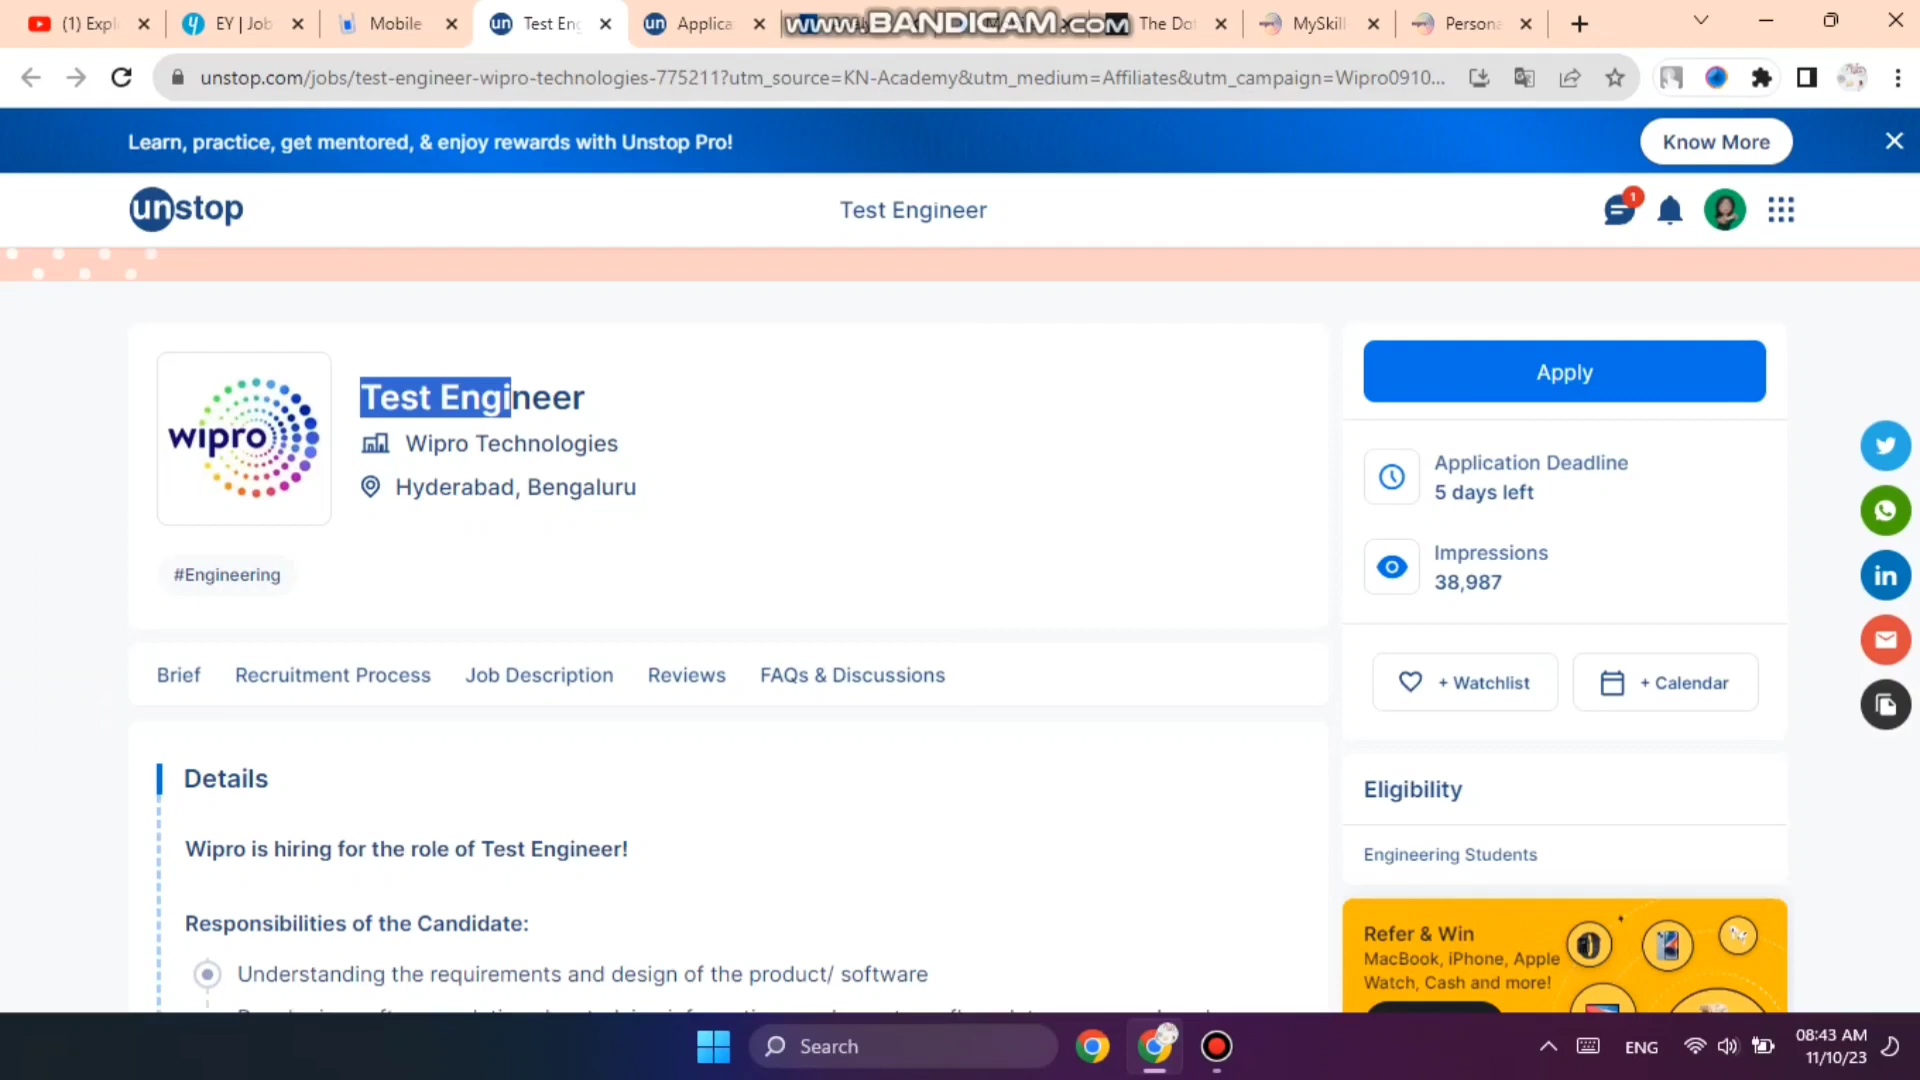 (1) Expl
EY | Job
Mobile
un Test Eng
un Applica
www.BANDICAM.com
The Dot
MySkill
Persona
unstop.com/jobs/test-engineer-wipro-technologies-775211?utm_source=KN-Academy&utm_medium=Affiliates&utm_campaign=Wipro0910...
Learn, practice, get mentored, & enjoy rewards with Unstop Pro!
Know More
unstop
Test Engineer
1
wipro
Test Engineer
Wipro Technologies
Hyderabad, Bengaluru
#Engineering
Apply
Application Deadline
5 days left
Impressions
38,987
+ Watchlist
+ Calendar
Brief
Recruitment Process
Job Description
Reviews
FAQs & Discussions
Details
Wipro is hiring for the role of Test Engineer!
Responsibilities of the Candidate:
Understanding the requirements and design of the product/ software
Eligibility
Engineering Students
Refer & Win
MacBook, iPhone, Apple
Watch, Cash and more!
in
Search
ENG
08:43 AM
11/10/23